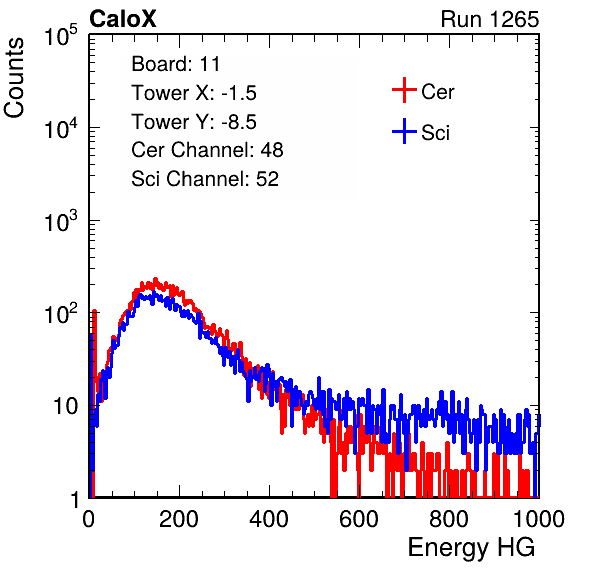 CaloX
Run 1265
Counts
10^5
10^4
10^3
10^2
10
1
Board: 11
Tower X: -1.5
Tower Y: -8.5
Cer Channel: 48
Sci Channel: 52
Cer
Sci
0 200 400 600 800 1000
Energy HG